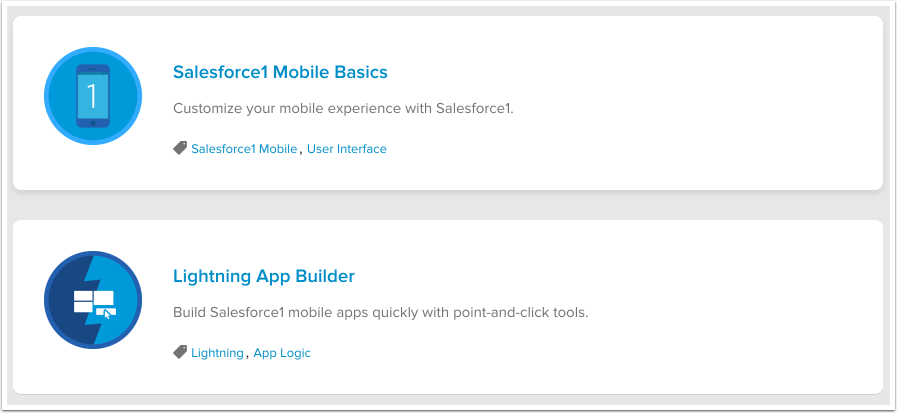 1
Salesforce1 Mobile Basics
Customize your mobile experience with Salesforce1.
Salesforce1 Mobile, User Interface
Lightning App Builder
Build Salesforce1 mobile apps quickly with point-and-click tools.
Lightning, App Logic